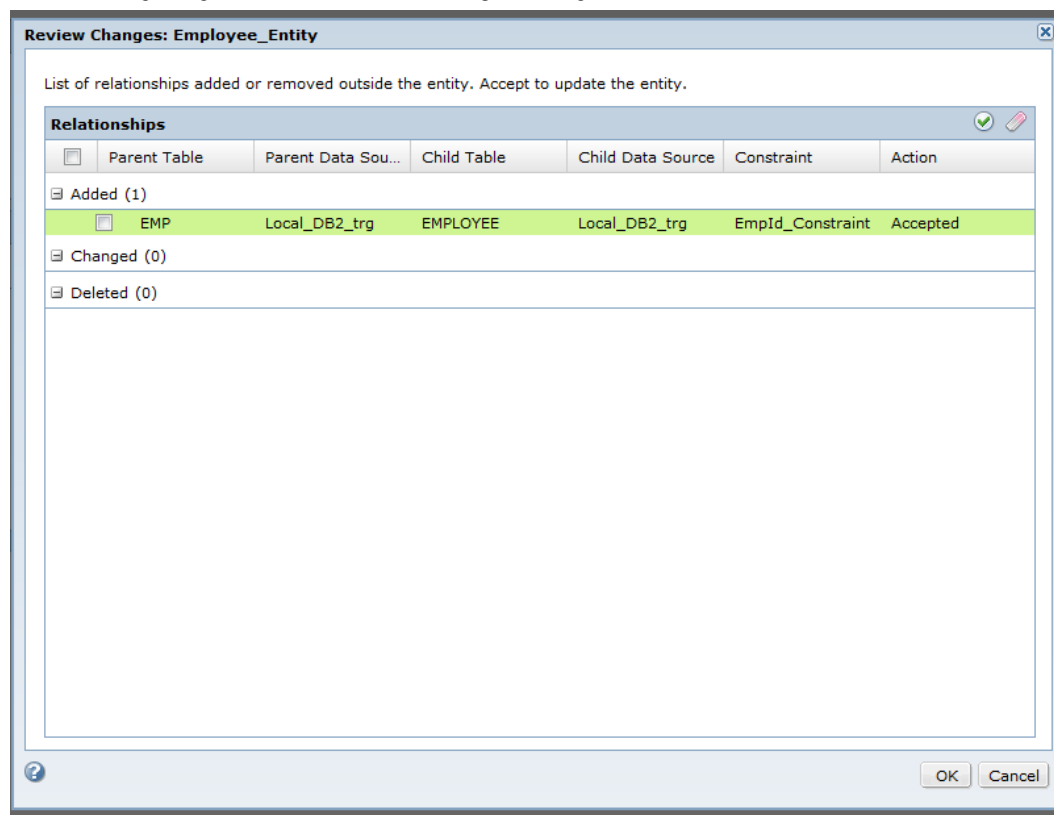 Review Changes: Employee_Entity
List of relationships added or removed outside the entity. Accept to update the entity.
Relationships
Parent Table Parent Data Sou... Child Table Child Data Source Constraint Action
Added (1)
EMP Local_DB2_trg EMPLOYEE Local_DB2_trg EmpId_Constraint Accepted
Changed (0)
Deleted (0)
? OK Cancel